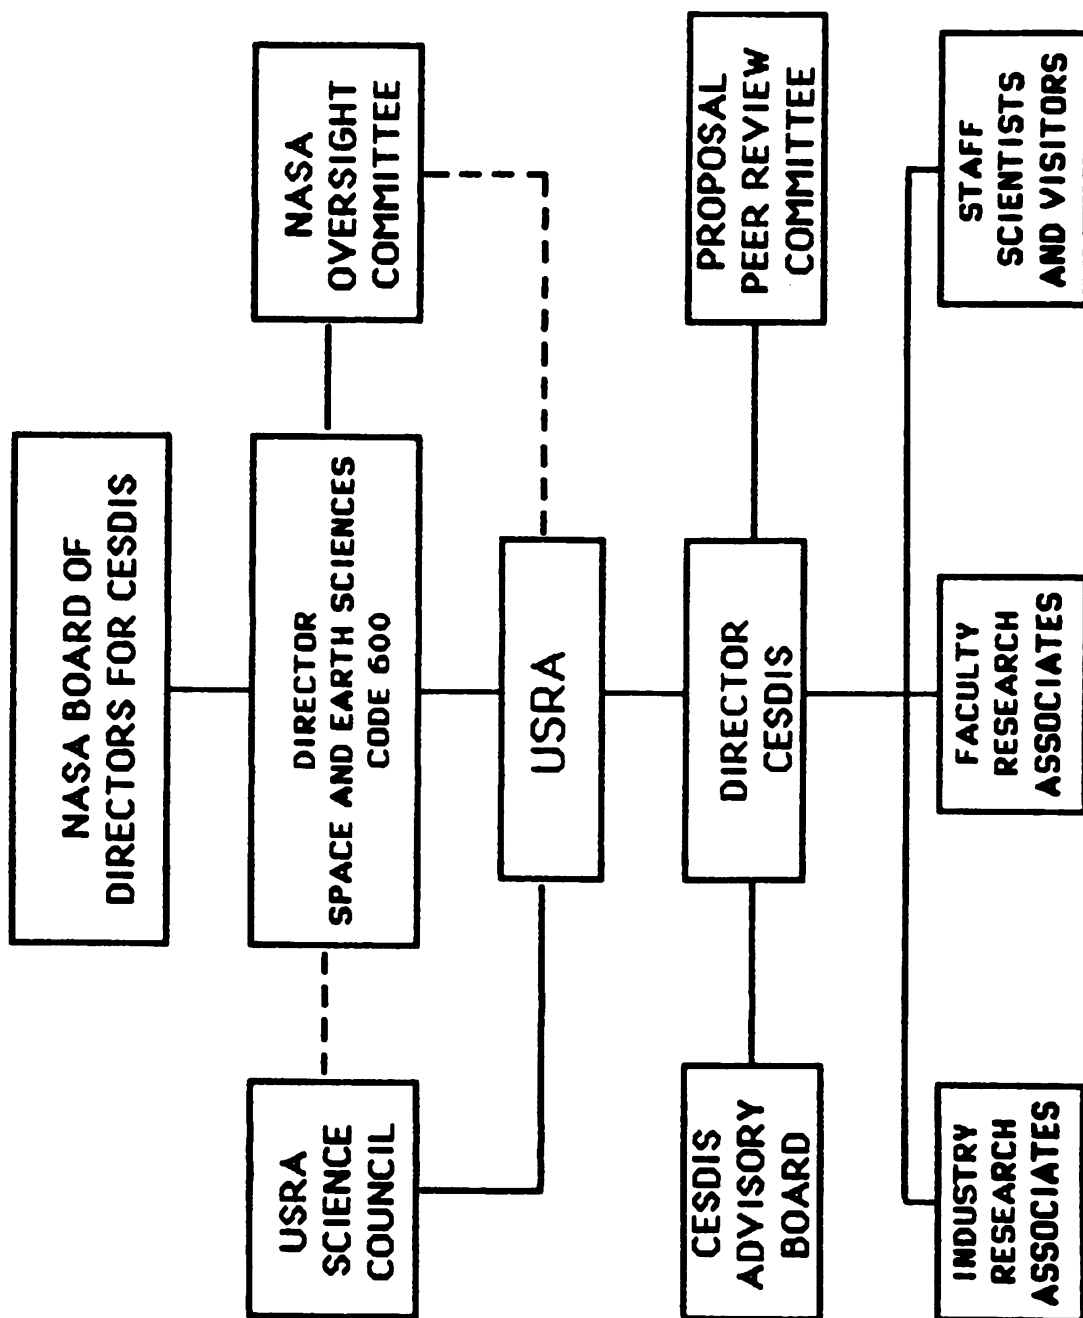 NASA BOARD OF
DIRECTORS FOR CESDIS
USRA
SCIENCE
COUNCIL
DIRECTOR
SPACE AND EARTH SCIENCES
CODE 600
NASA
OVERSIGHT
COMMITTEE
USRA
CESDIS
ADVISORY
BOARD
DIRECTOR
CESDIS
PROPOSAL
PEER REVIEW
COMMITTEE
INDUSTRY
RESEARCH
ASSOCIATES
FACULTY
RESEARCH
ASSOCIATES
STAFF
SCIENTISTS
AND VISITORS